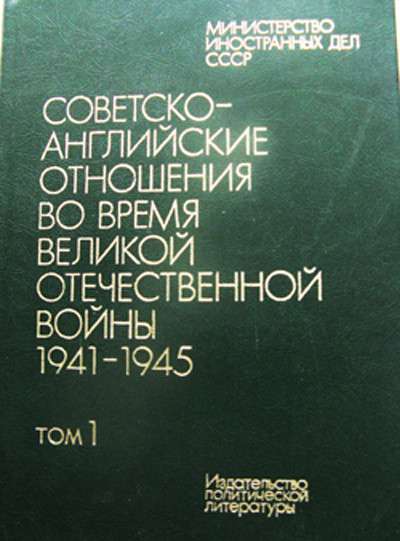 МИНИСТЕРСТВО
ИНОСТРАННЫХ ДЕЛ
СССР
СОВЕТСКО–
АНГЛИЙСКИЕ
ОТНОШЕНИЯ
ВО ВРЕМЯ
ВЕЛИКОЙ
ОТЕЧЕСТВЕННОЙ
ВОЙНЫ
1941–1945
ТОМ 1
Издательство
политической
литературы